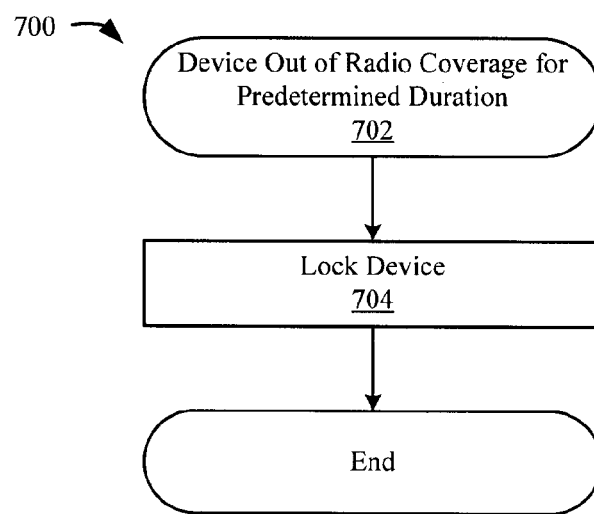 700
Device Out of Radio Coverage for
Predetermined Duration
702
Lock Device
704
End